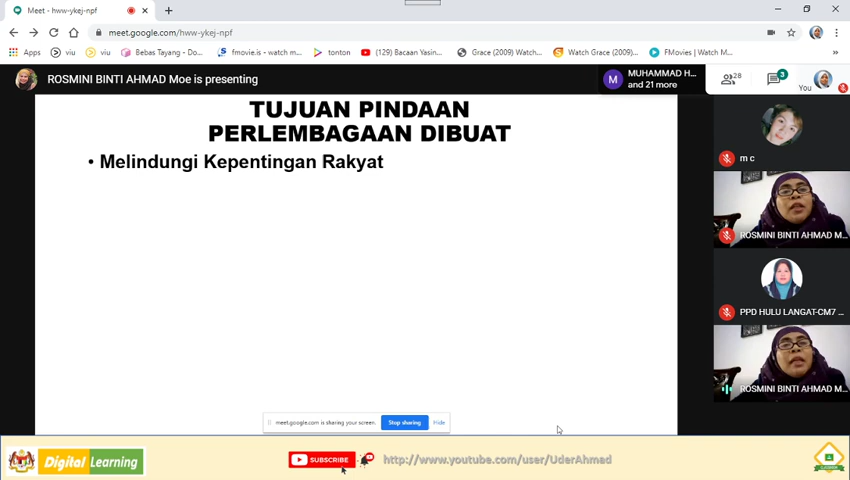 Meet - hww-ykej-npf
meet.google.com/hww-ykej-npf
Apps viu viu Bebas Tayang - Do... fmovie.is - watch m... tonton (129) Bacaan Yasin... Grace (2009) Watch... Watch Grace (2009)... FMovies | Watch M...
ROSMINI BINTI AHMAD Moe is presenting
M MUHAMMAD H...
and 21 more
28
3
You
TUJUAN PINDAAN
PERLEMBAGAAN DIBUAT
• Melindungi Kepentingan Rakyat
m c
ROSMINI BINTI AHMAD M...
PPD HULU LANGAT-CM7 ...
ROSMINI BINTI AHMAD M...
meet.google.com is sharing your screen. Stop sharing Hide
Digital Learning
SUBSCRIBE
http://www.youtube.com/user/UderAhmad